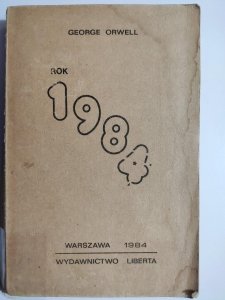 GEORGE ORWELL
ROK
1984
WARSZAWA 1984
WYDAWNICTWO LIBERTA